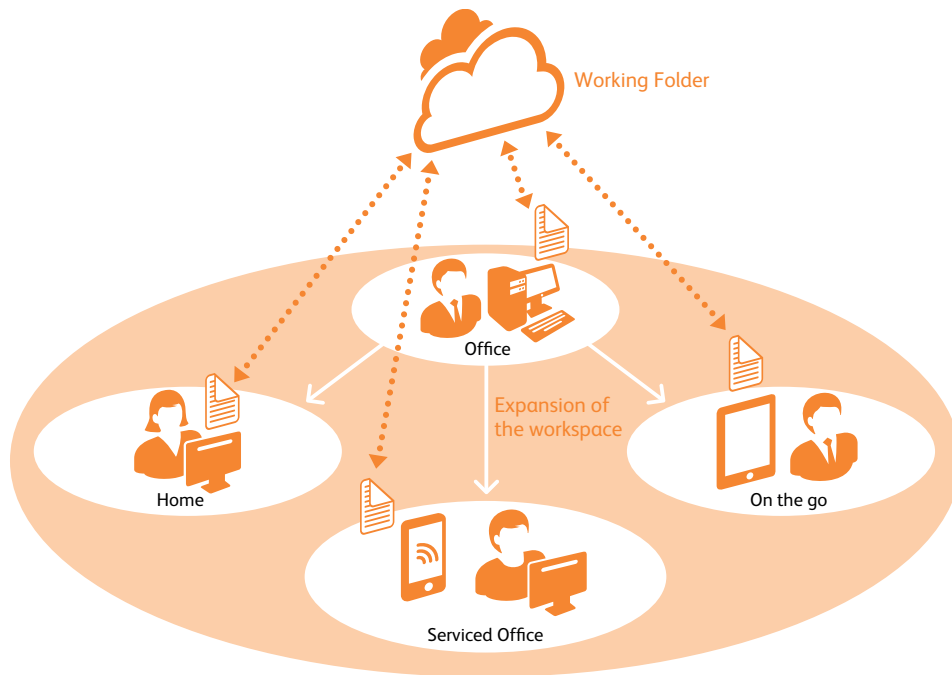 Working Folder
Office
Expansion of
the workspace
Home
On the go
Serviced Office